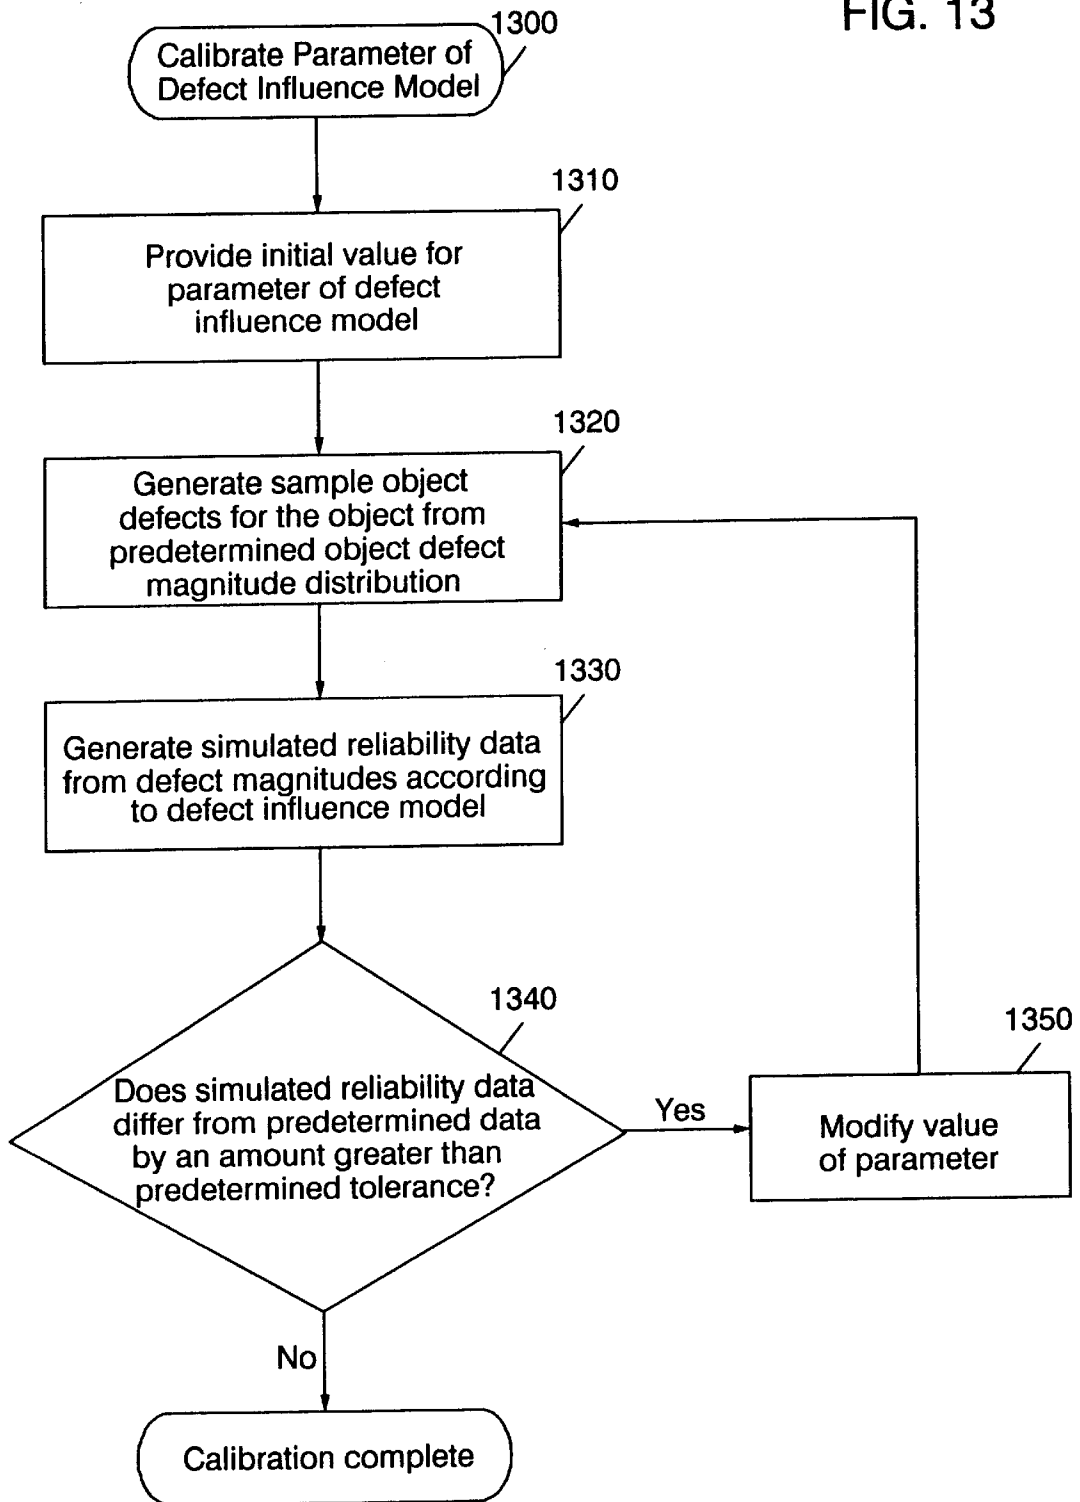 FIG. 13
1300
Calibrate Parameter of
Defect Influence Model
1310
Provide initial value for
parameter of defect
influence model
1320
Generate sample object
defects for the object from
predetermined object defect
magnitude distribution
1330
Generate simulated reliability data
from defect magnitudes according
to defect influence model
1340
Does simulated reliability data
differ from predetermined data
by an amount greater than
predetermined tolerance?
Yes
1350
Modify value
of parameter
No
Calibration complete